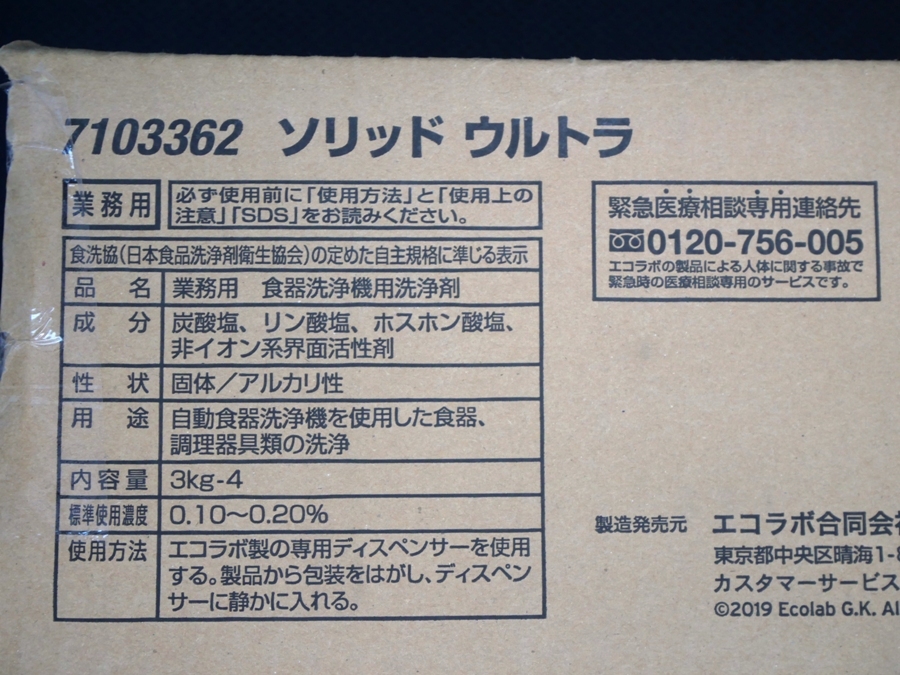 7103362 ソリッド ウルトラ
業務用
必ず使用前に「使用方法」と「使用上の
注意」「SDS」をお読みください。
緊急医療相談専用連絡先
0120-756-005
エコラボの製品による人体に関する事故で
緊急時の医療相談専用のサービスです。
食洗協(日本食品洗浄剤衛生協会)の定めた自主規格に準じる表示
品 名 業務用 食器洗浄機用洗浄剤
成 分 炭酸塩、リン酸塩、ホスホン酸塩、
非イオン系界面活性剤
性 状 固体/アルカリ性
用 途 自動食器洗浄機を使用した食器、
調理器具類の洗浄
内容量 3kg-4
標準使用濃度 0.10〜0.20%
使用方法 エコラボ製の専用ディスペンサーを使用
する。製品から包装をはがし、ディスペン
サーに静かに入れる。
製造発売元 エコラボ合同会社
東京都中央区晴海1-8
カスタマーサービス
©2019 Ecolab G.K. Al